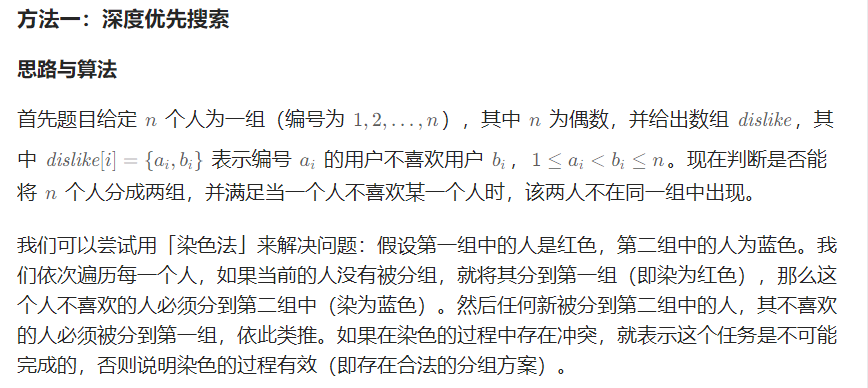 方法一：深度优先搜索
思路与算法
首先题目给定 n 个人为一组（编号为 1, 2, . . . , n），其中 n 为偶数，并给出数组 dislike，其
中 dislike[i] = {aᵢ, bᵢ} 表示编号 aᵢ 的用户不喜欢用户 bᵢ，1 ≤ aᵢ < bᵢ ≤ n。现在判断是否能
将 n 个人分成两组，并满足当一个人不喜欢某一个人时，该两人不在同一组中出现。
我们可以尝试用「染色法」来解决问题：假设第一组中的人是红色，第二组中的人为蓝色。我
们依次遍历每一个人，如果当前的人没有被分组，就将其分到第一组（即染为红色），那么这
个人不喜欢的人必须分到第二组中（染为蓝色）。然后任何新被分到第二组中的人，其不喜欢
的人必须被分到第一组，依此类推。如果在染色的过程中存在冲突，就表示这个任务是不可能
完成的，否则说明染色的过程有效（即存在合法的分组方案）。